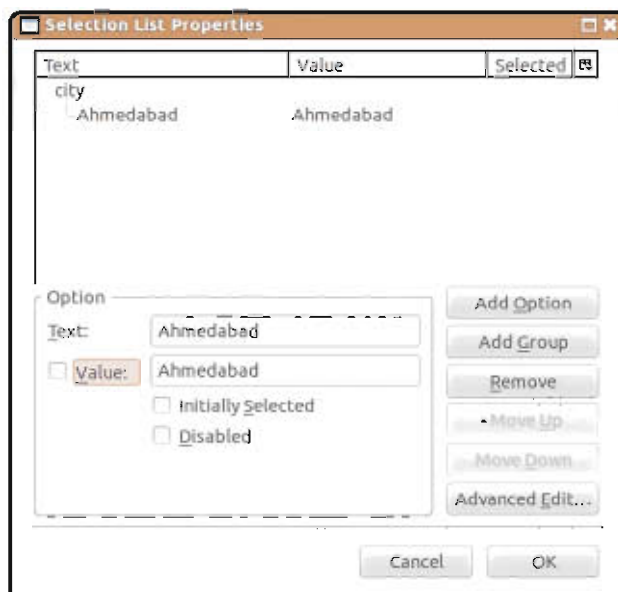 Selection List Properties
Text Value Selected
city
Ahmedabad Ahmedabad
Option
Text: Ahmedabad
Value: Ahmedabad
Initially Selected
Disabled
Add Option
Add Group
Remove
Move Up
Move Down
Advanced Edit...
Cancel OK